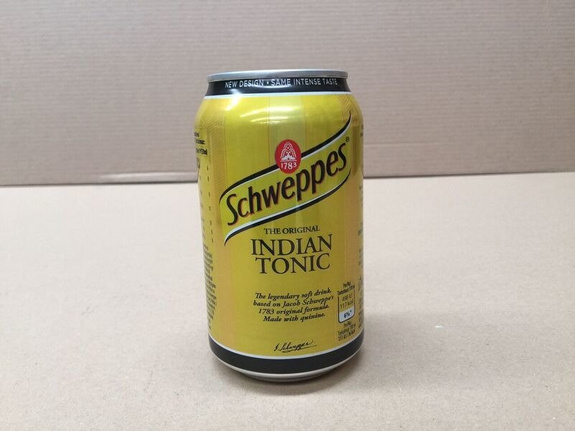 NEW DESIGN • SAME INTENSE TASTE
1783
Schweppes
THE ORIGINAL
INDIAN
TONIC
The legendary soft drink,
based on Jacob Schweppe's
1783 original formula.
Made with quinine.
J. Schweppe